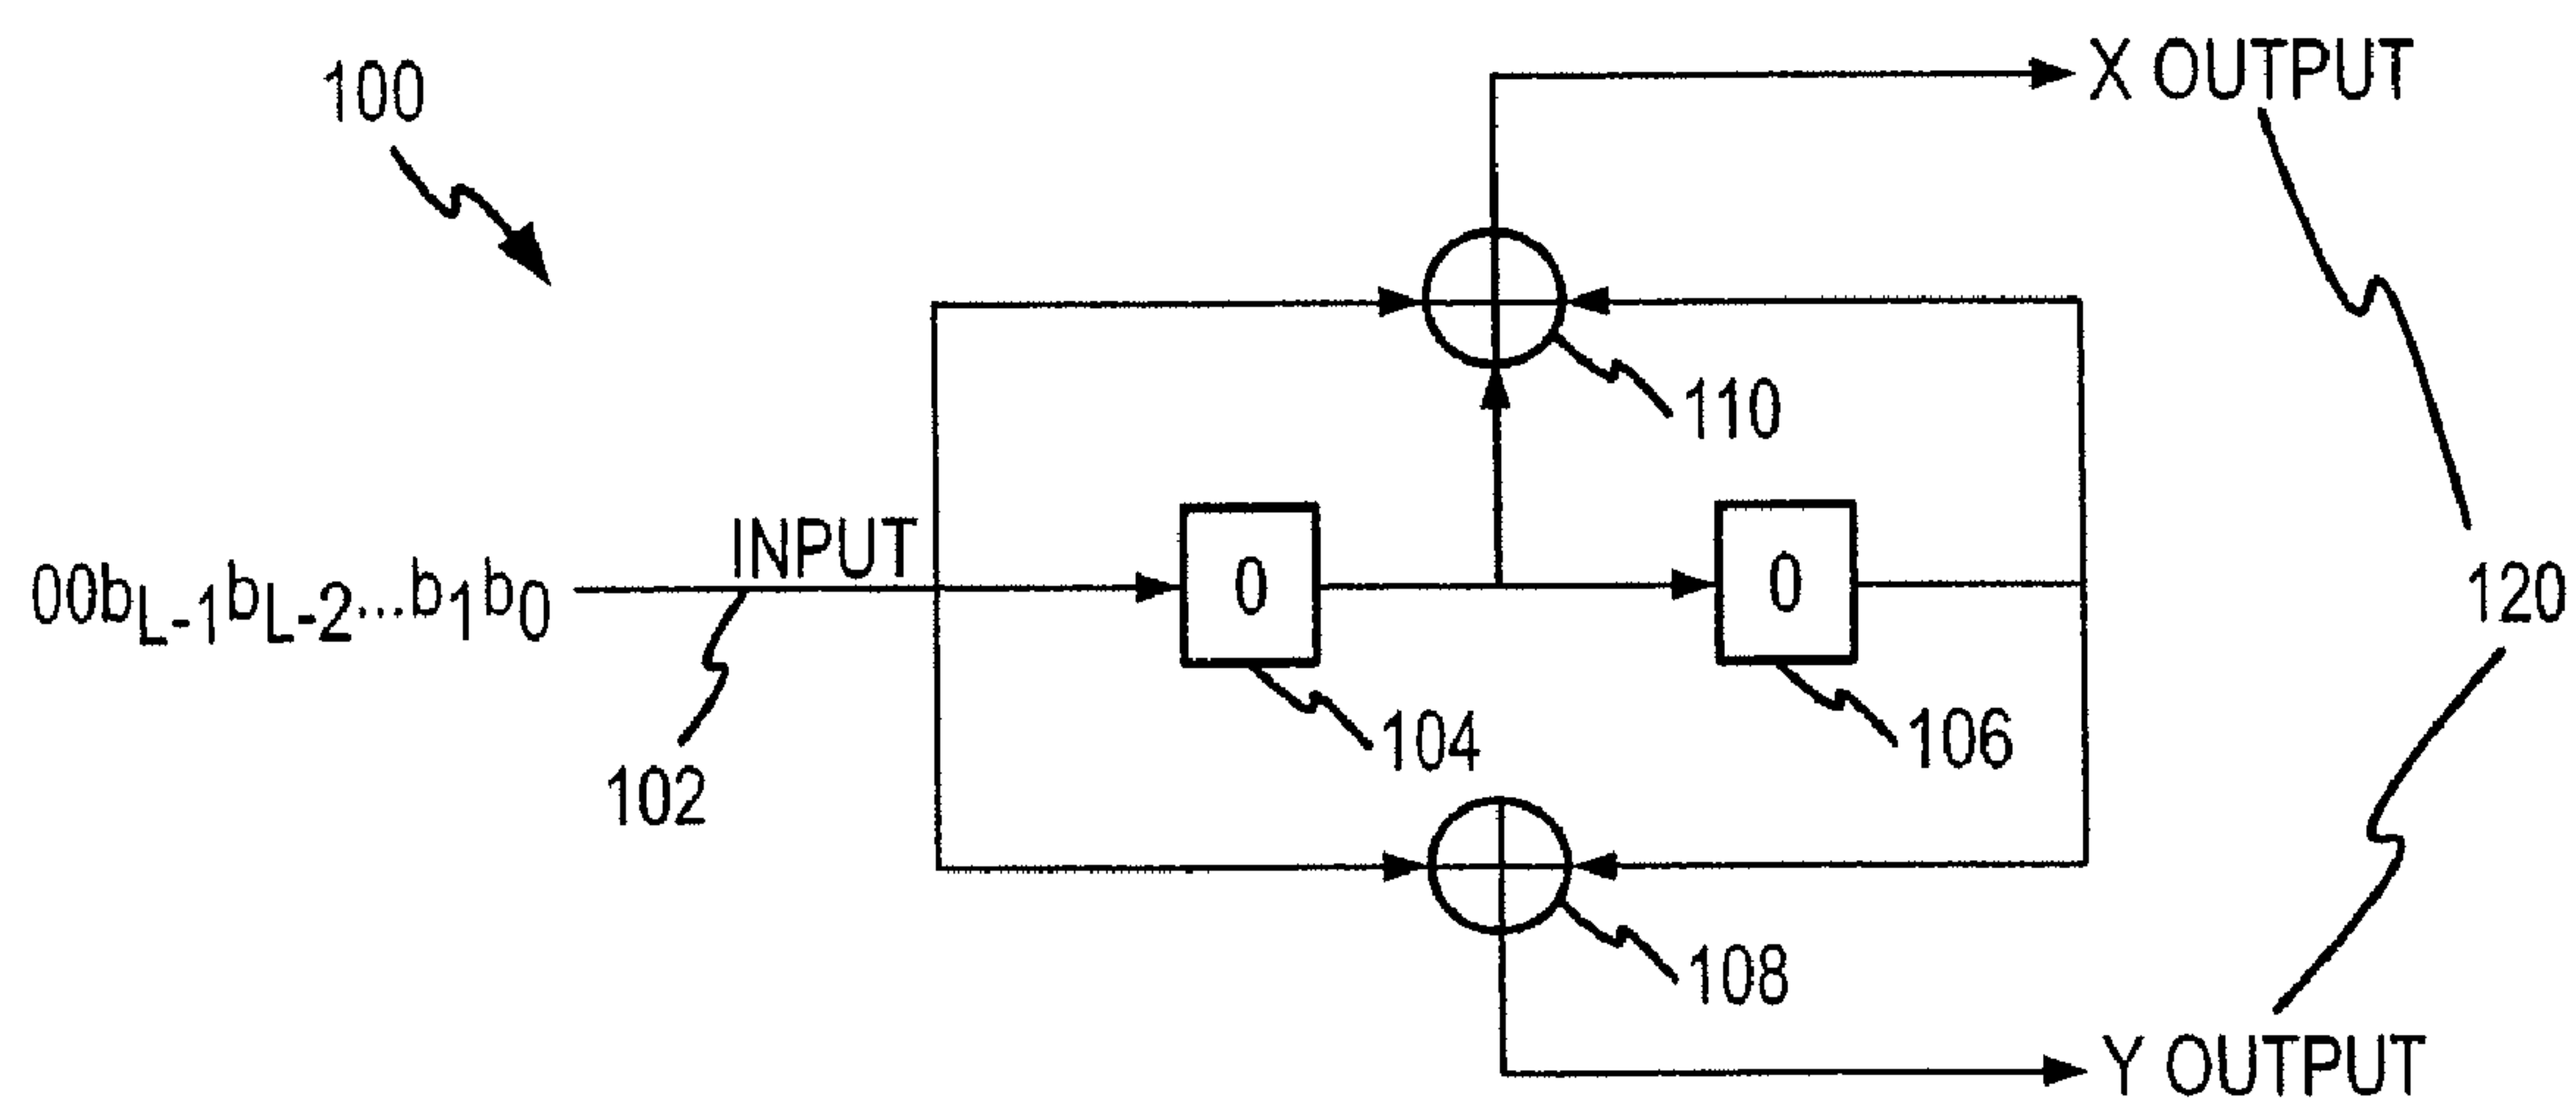 100
X OUTPUT
110
INPUT
00b_{L-1}b_{L-2}...b_1b_0
0
0
120
102
104
106
108
Y OUTPUT